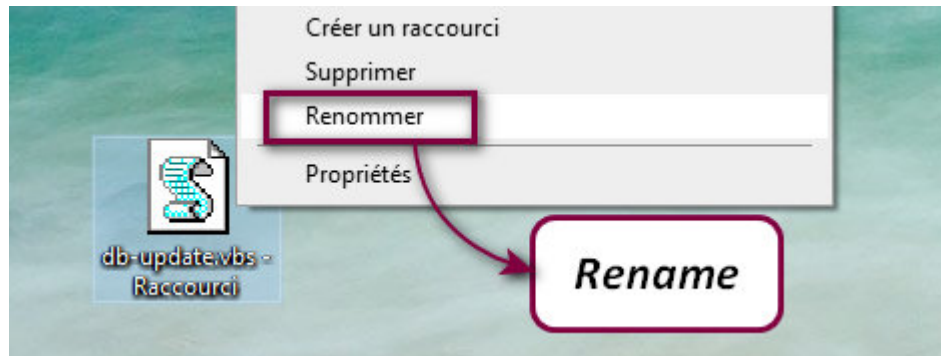 Créer un raccourci
Supprimer
Renommer
Propriétés
db-update.vbs -
Raccourci
Rename